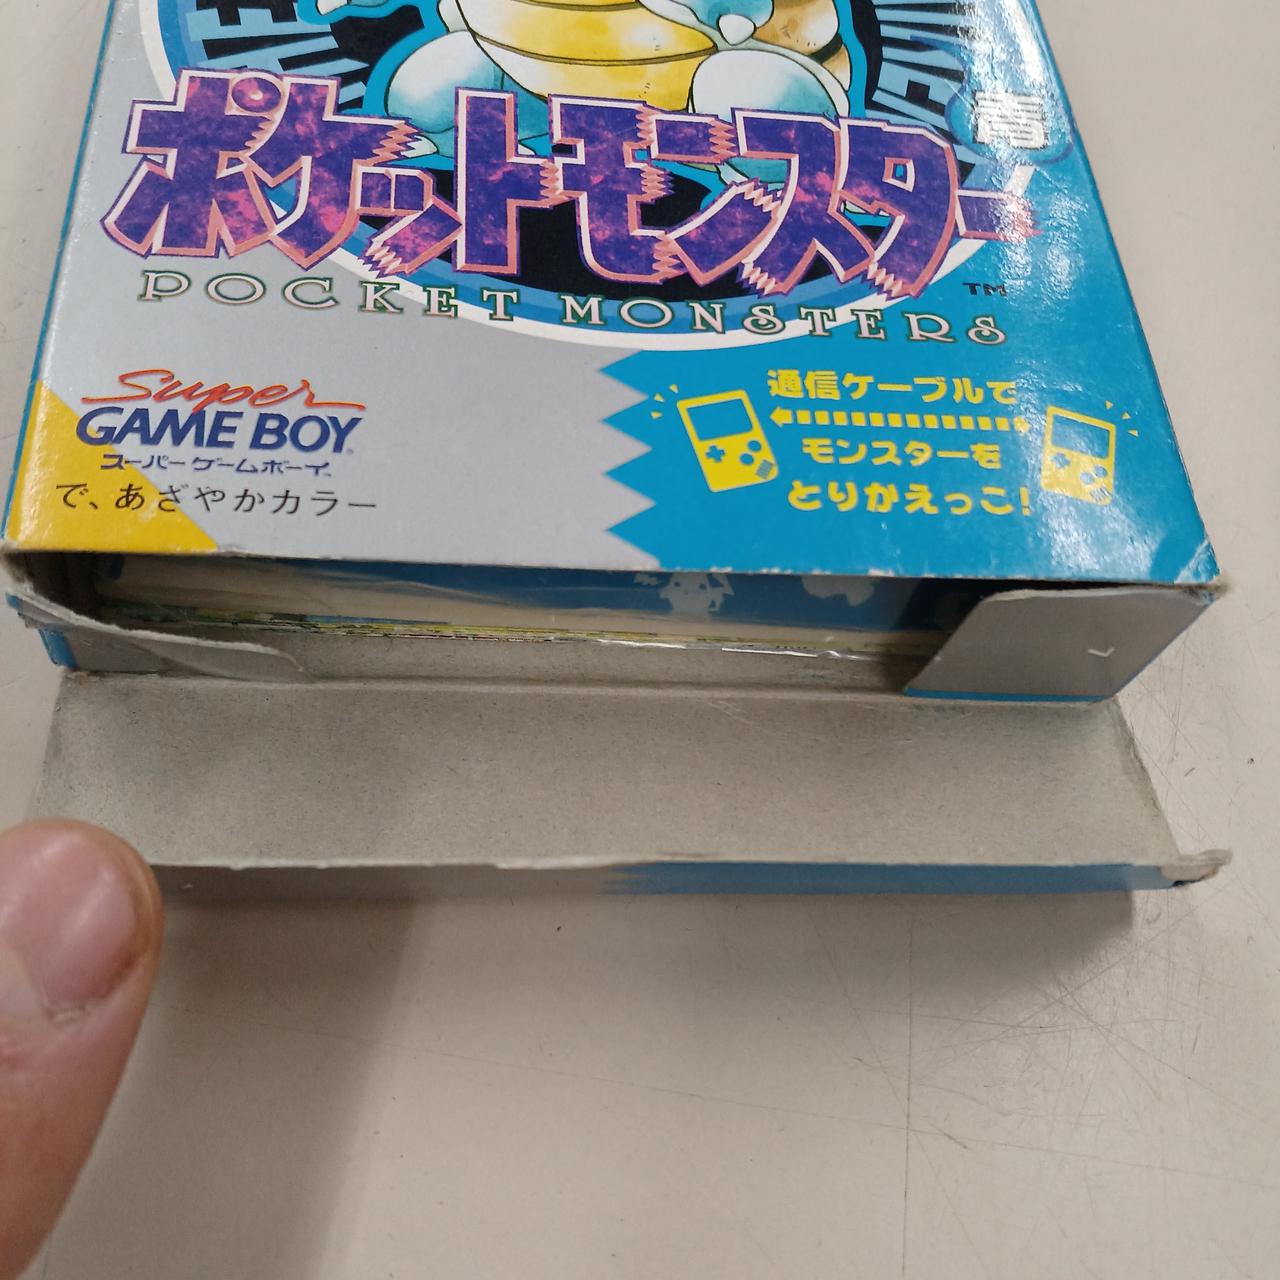 青
ポケットモンスター
POCKET MONSTERS
TM
Super
GAME BOY
スーパーゲームボーイ
で、あざやかカラー
通信ケーブルで
モンスターを
とりかえっこ!